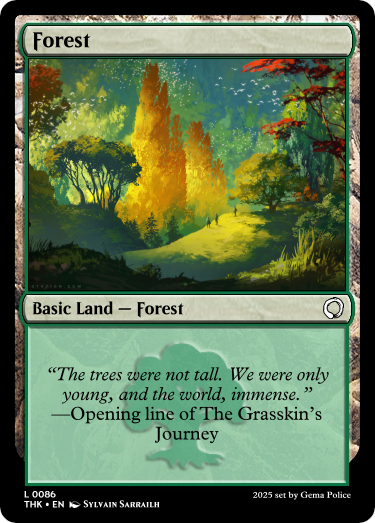 Forest
Basic Land — Forest
“The trees were not tall. We were only
young, and the world, immense.”
—Opening line of The Grasskin’s
Journey
L 0086
THK • EN Sylvain Sarrailh
2025 set by Gema Police